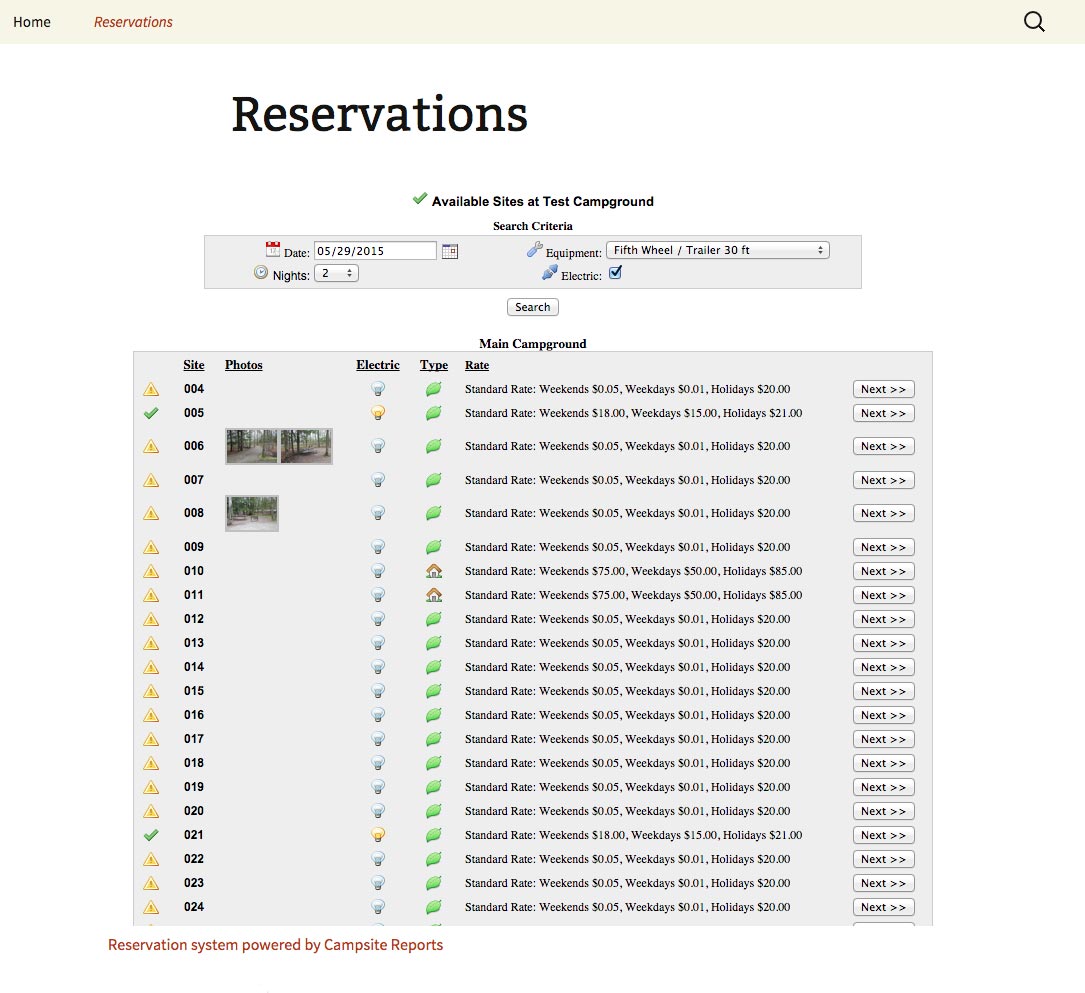 Home Reservations
Reservations
Available Sites at Test Campground
Search Criteria
Date: 05/29/2015 Equipment: Fifth Wheel / Trailer 30 ft
Nights: 2 Electric:
Search
Main Campground
Site Photos Electric Type Rate
004 Standard Rate: Weekends $0.05, Weekdays $0.01, Holidays $20.00 Next >>
005 Standard Rate: Weekends $18.00, Weekdays $15.00, Holidays $21.00 Next >>
006 Standard Rate: Weekends $0.05, Weekdays $0.01, Holidays $20.00 Next >>
007 Standard Rate: Weekends $0.05, Weekdays $0.01, Holidays $20.00 Next >>
008 Standard Rate: Weekends $0.05, Weekdays $0.01, Holidays $20.00 Next >>
009 Standard Rate: Weekends $0.05, Weekdays $0.01, Holidays $20.00 Next >>
010 Standard Rate: Weekends $75.00, Weekdays $50.00, Holidays $85.00 Next >>
011 Standard Rate: Weekends $75.00, Weekdays $50.00, Holidays $85.00 Next >>
012 Standard Rate: Weekends $0.05, Weekdays $0.01, Holidays $20.00 Next >>
013 Standard Rate: Weekends $0.05, Weekdays $0.01, Holidays $20.00 Next >>
014 Standard Rate: Weekends $0.05, Weekdays $0.01, Holidays $20.00 Next >>
015 Standard Rate: Weekends $0.05, Weekdays $0.01, Holidays $20.00 Next >>
016 Standard Rate: Weekends $0.05, Weekdays $0.01, Holidays $20.00 Next >>
017 Standard Rate: Weekends $0.05, Weekdays $0.01, Holidays $20.00 Next >>
018 Standard Rate: Weekends $0.05, Weekdays $0.01, Holidays $20.00 Next >>
019 Standard Rate: Weekends $0.05, Weekdays $0.01, Holidays $20.00 Next >>
020 Standard Rate: Weekends $0.05, Weekdays $0.01, Holidays $20.00 Next >>
021 Standard Rate: Weekends $18.00, Weekdays $15.00, Holidays $21.00 Next >>
022 Standard Rate: Weekends $0.05, Weekdays $0.01, Holidays $20.00 Next >>
023 Standard Rate: Weekends $0.05, Weekdays $0.01, Holidays $20.00 Next >>
024 Standard Rate: Weekends $0.05, Weekdays $0.01, Holidays $20.00 Next >>
Reservation system powered by Campsite Reports